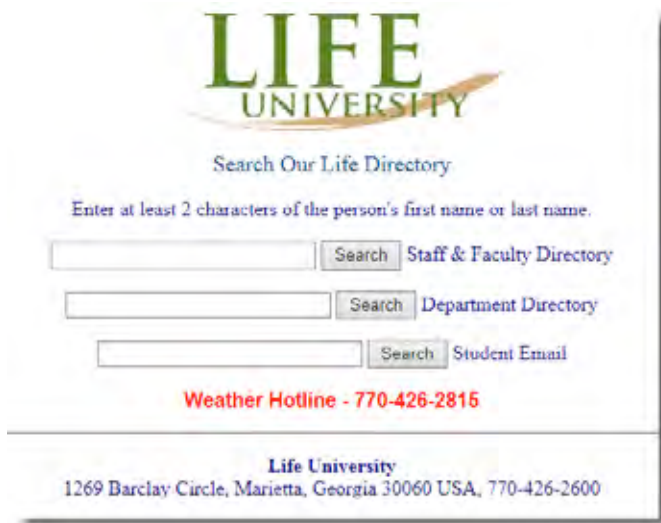 LIFE
UNIVERSITY
Search Our Life Directory
Enter at least 2 characters of the person's first name or last name.
Search Staff & Faculty Directory
Search Department Directory
Search Student Email
Weather Hotline - 770-426-2815
Life University
1269 Barclay Circle, Marietta, Georgia 30060 USA, 770-426-2600